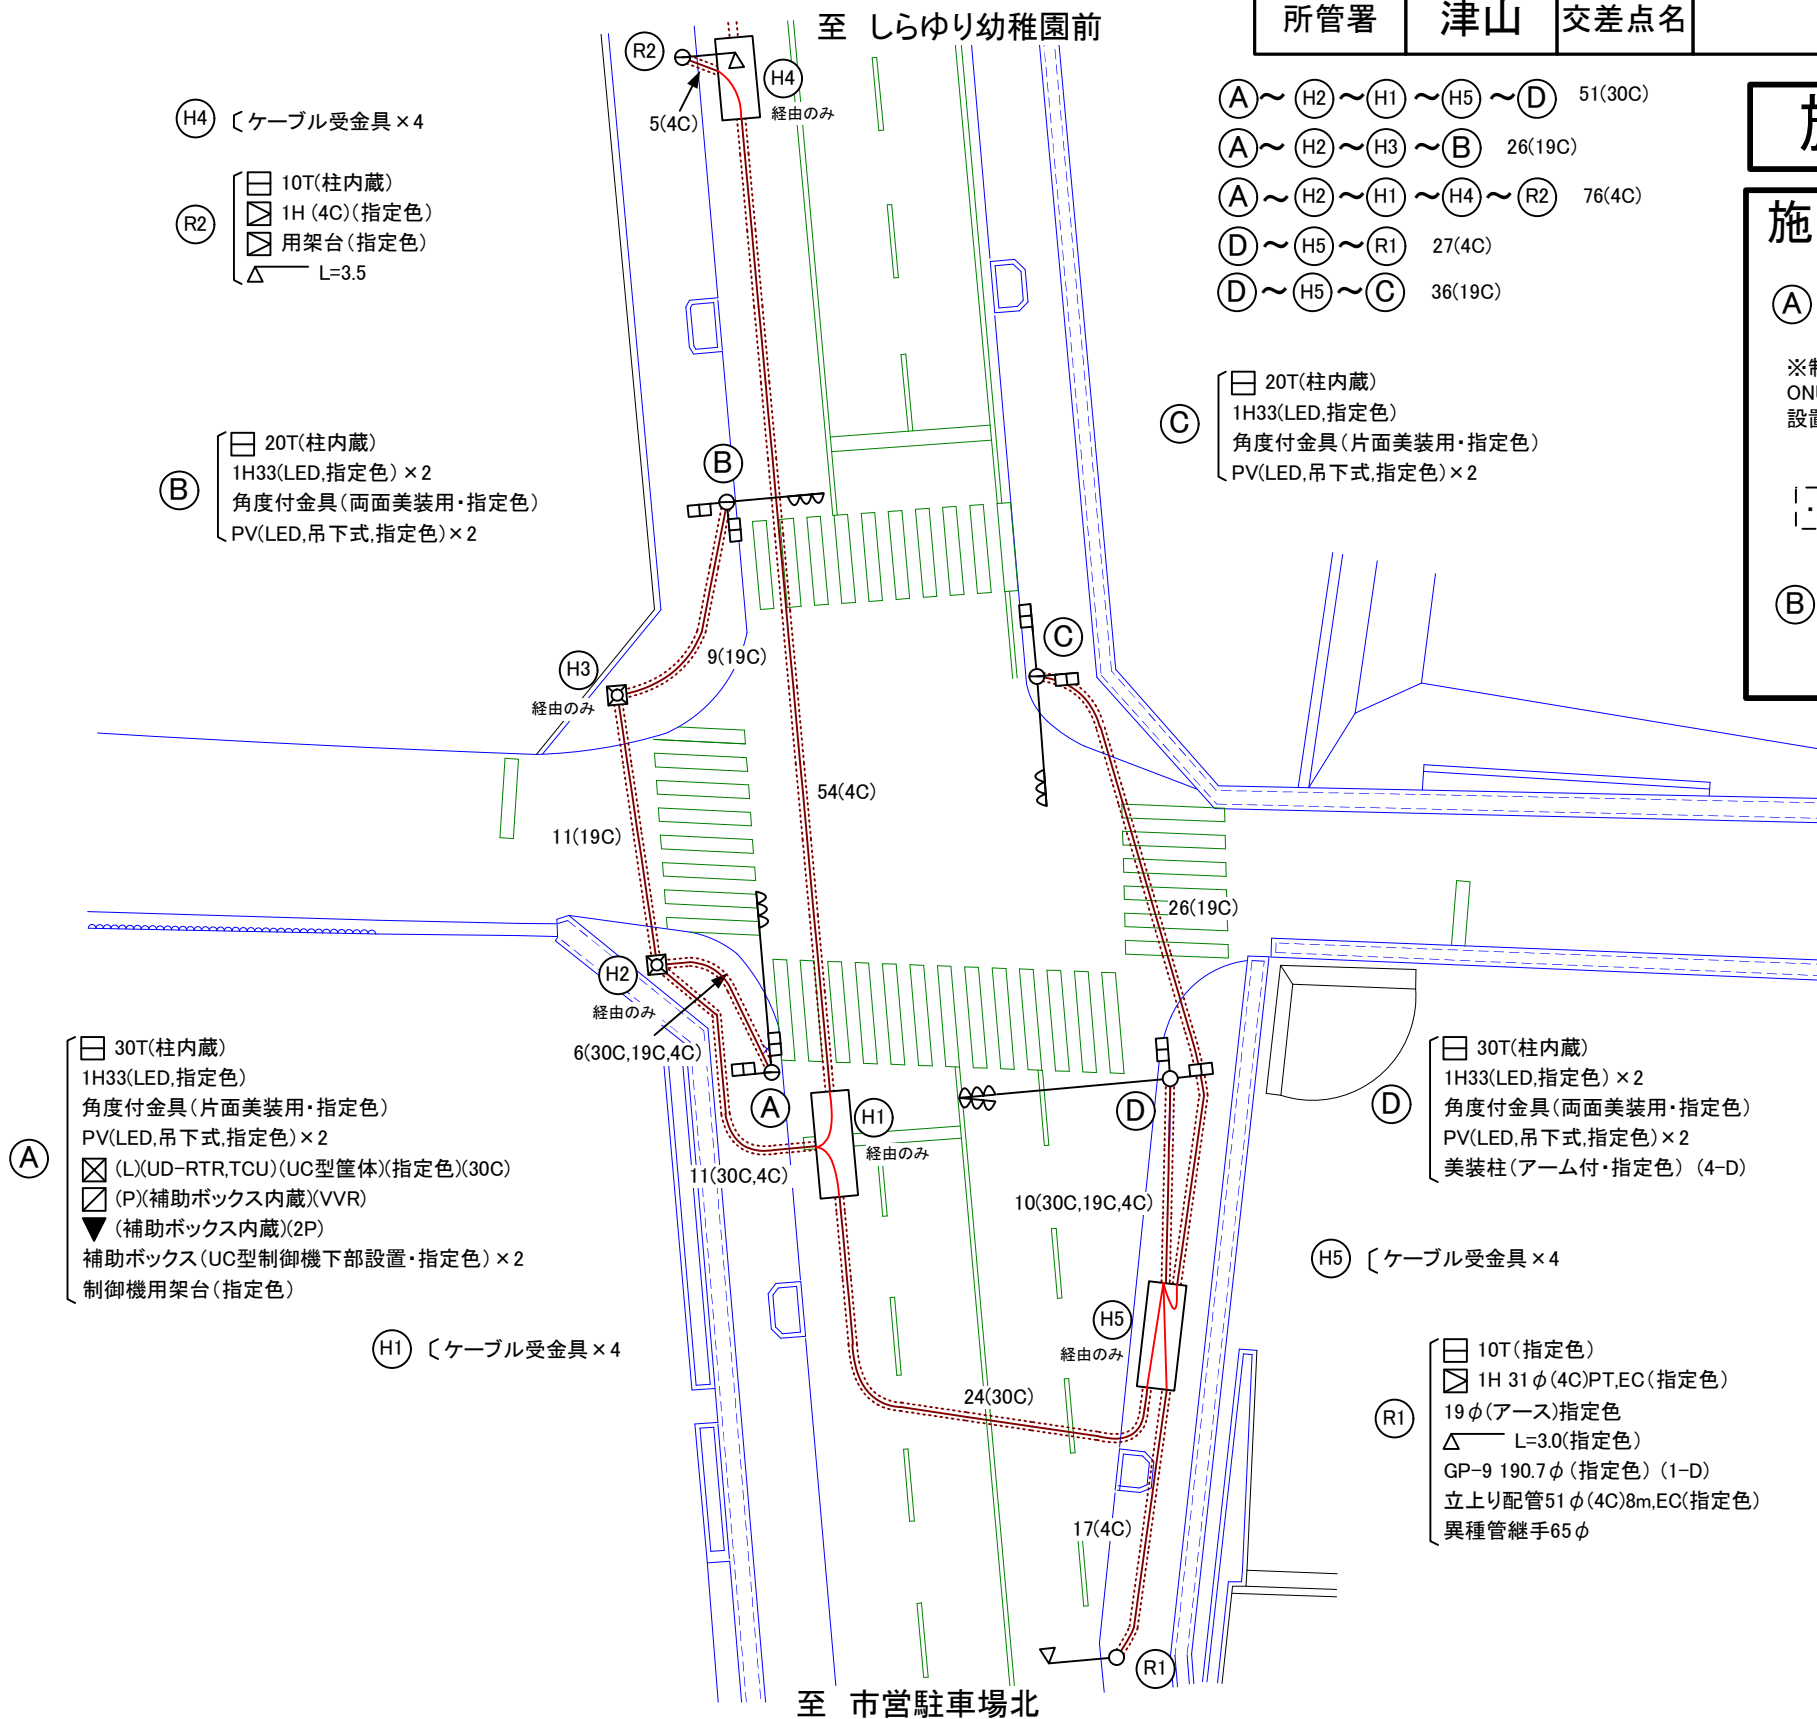 至 しらゆり幼稚園前
所管署 津山 交差点名
R2
H4
経由のみ
5(4C)
H4 〔ケーブル受金具×4
R2
10T(柱内蔵)
1H (4C)(指定色)
用架台(指定色)
L=3.5
A～H2～H1～H5～D 51(30C)
A～H2～H3～B 26(19C)
A～H2～H1～H4～R2 76(4C)
D～H5～R1 27(4C)
D～H5～C 36(19C)
施
A
設置
B
B
20T(柱内蔵)
1H33(LED,指定色)×2
角度付金具(両面美装用・指定色)
PV(LED,吊下式,指定色)×2
C
20T(柱内蔵)
1H33(LED,指定色)
角度付金具(片面美装用・指定色)
PV(LED,吊下式,指定色)×2
B
C
9(19C)
H3
経由のみ
54(4C)
11(19C)
26(19C)
H2
経由のみ
6(30C,19C,4C)
A
H1
経由のみ
D
11(30C,4C)
10(30C,19C,4C)
A
30T(柱内蔵)
1H33(LED,指定色)
角度付金具(片面美装用・指定色)
PV(LED,吊下式,指定色)×2
(L)(UD-RTR,TCU)(UC型筐体)(指定色)(30C)
(P)(補助ボックス内蔵)(VVR)
(補助ボックス内蔵)(2P)
補助ボックス(UC型制御機下部設置・指定色)×2
制御機用架台(指定色)
D
30T(柱内蔵)
1H33(LED,指定色)×2
角度付金具(両面美装用・指定色)
PV(LED,吊下式,指定色)×2
美装柱(アーム付・指定色) (4-D)
H5 〔ケーブル受金具×4
H1 〔ケーブル受金具×4
H5
経由のみ
24(30C)
R1
10T(指定色)
1H 31φ(4C)PT,EC(指定色)
19φ(アース)指定色
L=3.0(指定色)
GP-9 190.7φ(指定色) (1-D)
立上り配管51φ(4C)8m,EC(指定色)
異種管継手65φ
17(4C)
R1
至 市営駐車場北